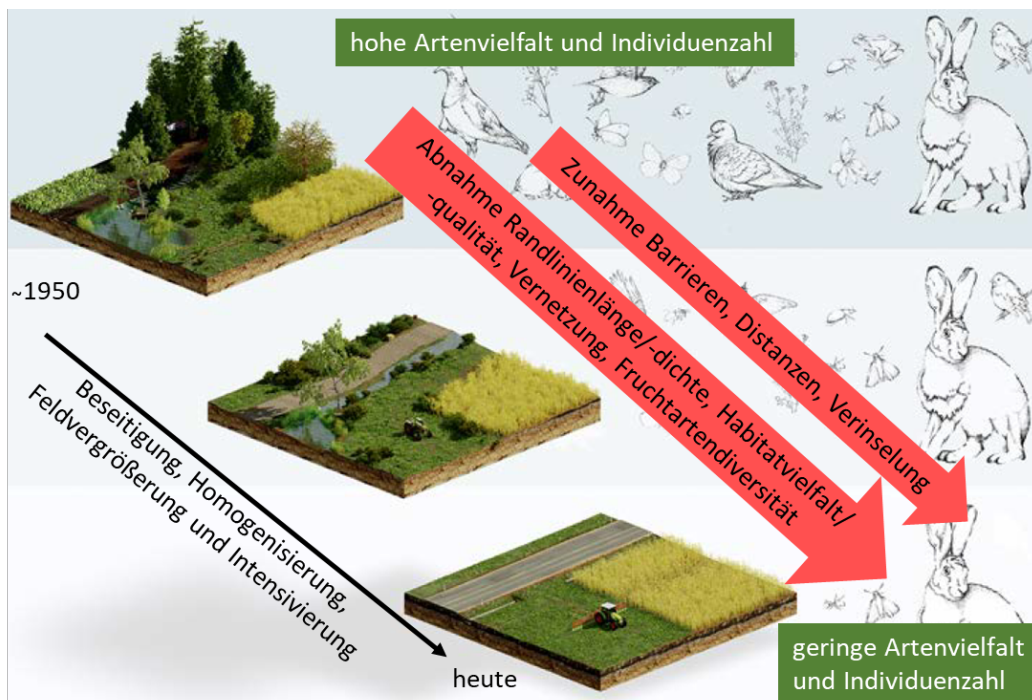 hohe Artenvielfalt und Individuenzahl
Zunahme Barrieren, Distanzen, Verinselung
Abnahme Randlinienlänge/-dichte, Habitatvielfalt/
-qualität, Vernetzung, Fruchtartendiversität
~1950
Beseitigung, Homogenisierung,
Feldvergrößerung und Intensivierung
heute
geringe Artenvielfalt
und Individuenzahl